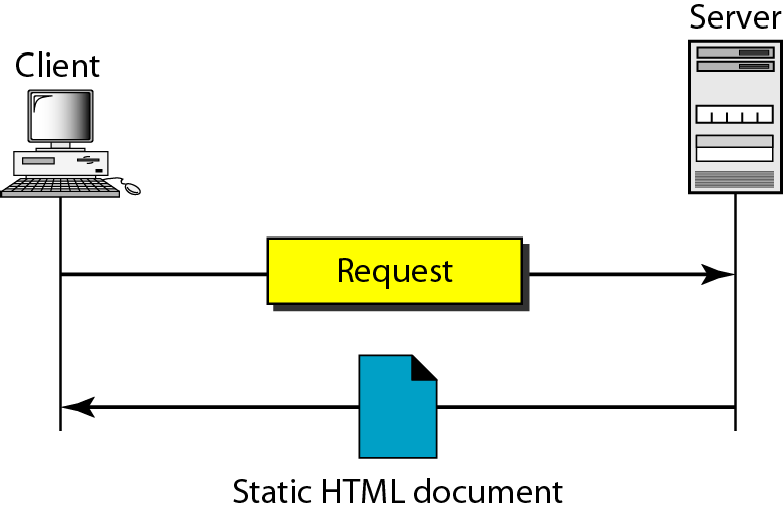 Server
Client
Request
Static HTML document